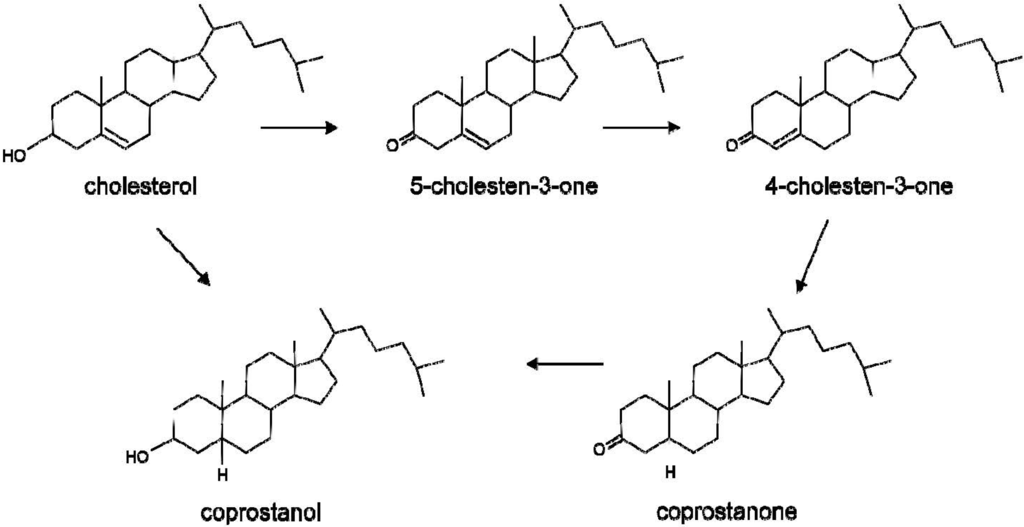 HO
cholesterol
O
5-cholesten-3-one
O
4-cholesten-3-one
HO
H
coprostanol
O
H
coprostanone